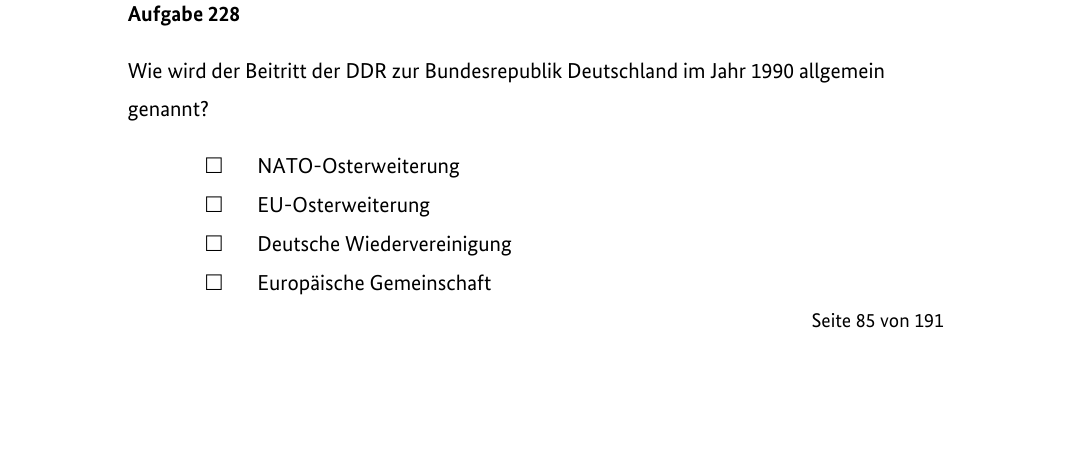 Aufgabe 228
Wie wird der Beitritt der DDR zur Bundesrepublik Deutschland im Jahr 1990 allgemein
genannt?
☐ NATO-Osterweiterung
☐ EU-Osterweiterung
☐ Deutsche Wiedervereinigung
☐ Europäische Gemeinschaft
Seite 85 von 191